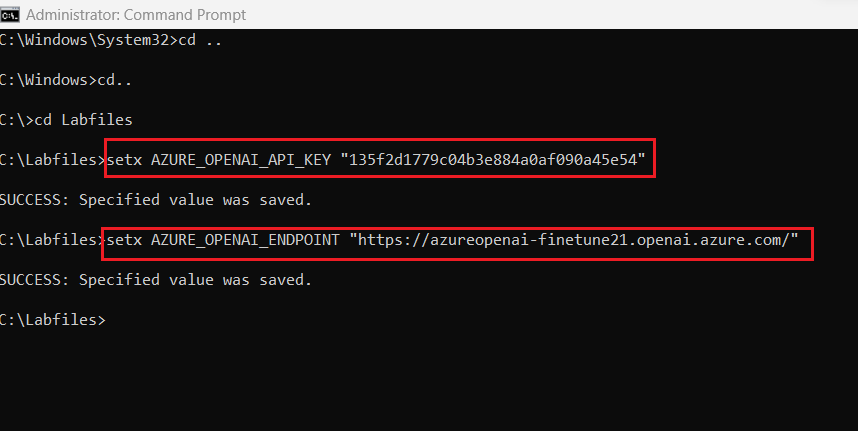 Administrator: Command Prompt
C:\Windows\System32>cd ..
C:\Windows>cd..
C:\>cd Labfiles
C:\Labfiles>setx AZURE_OPENAI_API_KEY "135f2d1779c04b3e884a0af090a45e54"
SUCCESS: Specified value was saved.
C:\Labfiles>setx AZURE_OPENAI_ENDPOINT "https://azureopenai-finetune21.openai.azure.com/"
SUCCESS: Specified value was saved.
C:\Labfiles>